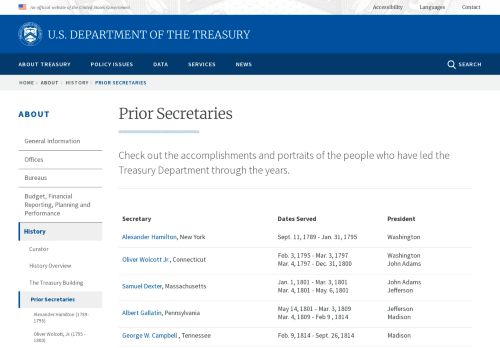 An official website of the United States Government
Accessibility Languages Contact
U.S. DEPARTMENT OF THE TREASURY
ABOUT TREASURY POLICY ISSUES DATA SERVICES NEWS SEARCH
HOME ABOUT HISTORY PRIOR SECRETARIES
ABOUT
General Information
Offices
Bureaus
Budget, Financial
Reporting, Planning and
Performance
History
Curator
History Overview
The Treasury Building
Prior Secretaries
Alexander Hamilton (1789 -
1795)
Oliver Wolcott, Jr. (1795 -
1800)
Prior Secretaries
Check out the accomplishments and portraits of the people who have led the
Treasury Department through the years.
Secretary Dates Served President
Alexander Hamilton, New York Sept. 11, 1789 - Jan. 31, 1795 Washington
Oliver Wolcott Jr., Connecticut Feb. 3, 1795 - Mar. 3, 1797 Washington
Mar. 4, 1797 - Dec. 31, 1800 John Adams
Samuel Dexter, Massachusetts Jan. 1, 1801 - Mar. 3, 1801 John Adams
Mar. 4, 1801 - May 6, 1801 Jefferson
Albert Gallatin, Pennsylvania May 14, 1801 - Mar. 3, 1809 Jefferson
Mar. 4, 1809 - Feb 9 , 1814 Madison
George W. Campbell , Tennessee Feb. 9, 1814 - Sept. 26, 1814 Madison